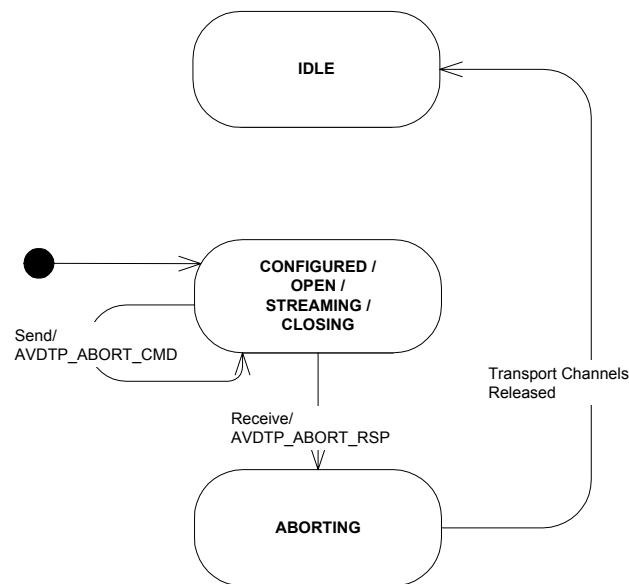 IDLE
CONFIGURED /
OPEN /
STREAMING /
CLOSING
Send/
AVDTP_ABORT_CMD
Transport Channels
Released
Receive/
AVDTP_ABORT_RSP
ABORTING